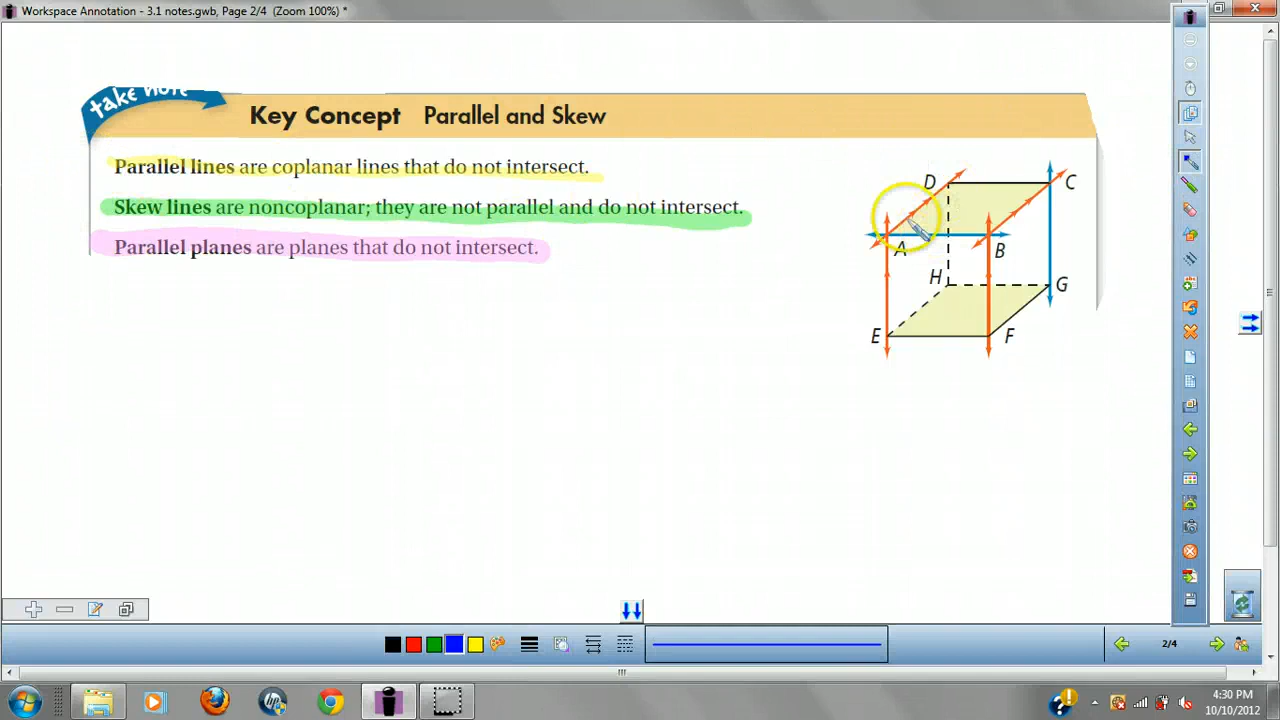 Workspace Annotation - 3.1 notes.gwb, Page 2/4 (Zoom 100%) *
take note
Key Concept Parallel and Skew
Parallel lines are coplanar lines that do not intersect.
Skew lines are noncoplanar; they are not parallel and do not intersect.
Parallel planes are planes that do not intersect.
D
C
A
B
H
G
E
F
2/4
4:30 PM
10/10/2012